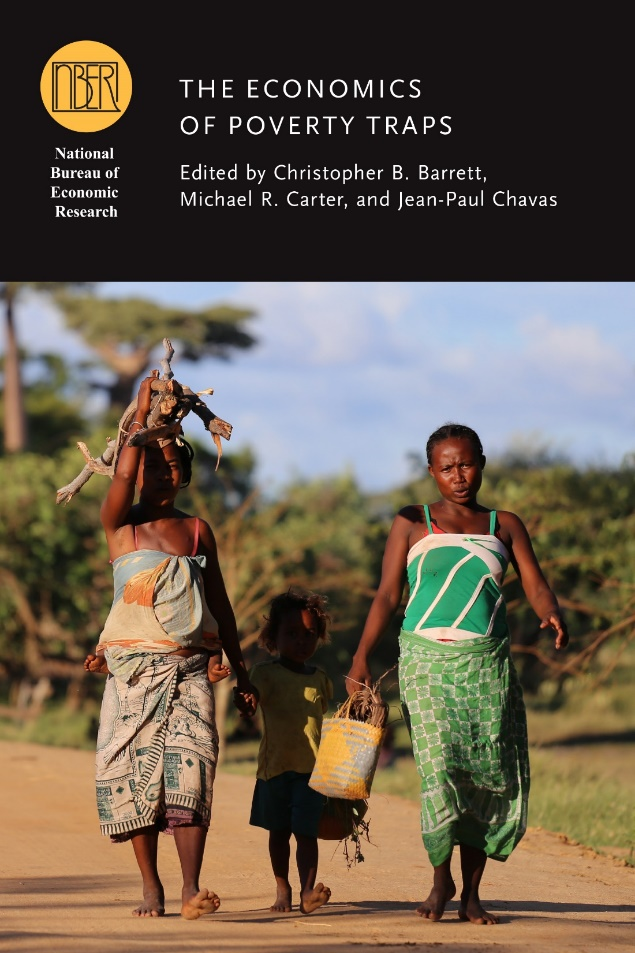 NBER
National
Bureau of
Economic
Research
THE ECONOMICS
OF POVERTY TRAPS
Edited by Christopher B. Barrett,
Michael R. Carter, and Jean-Paul Chavas